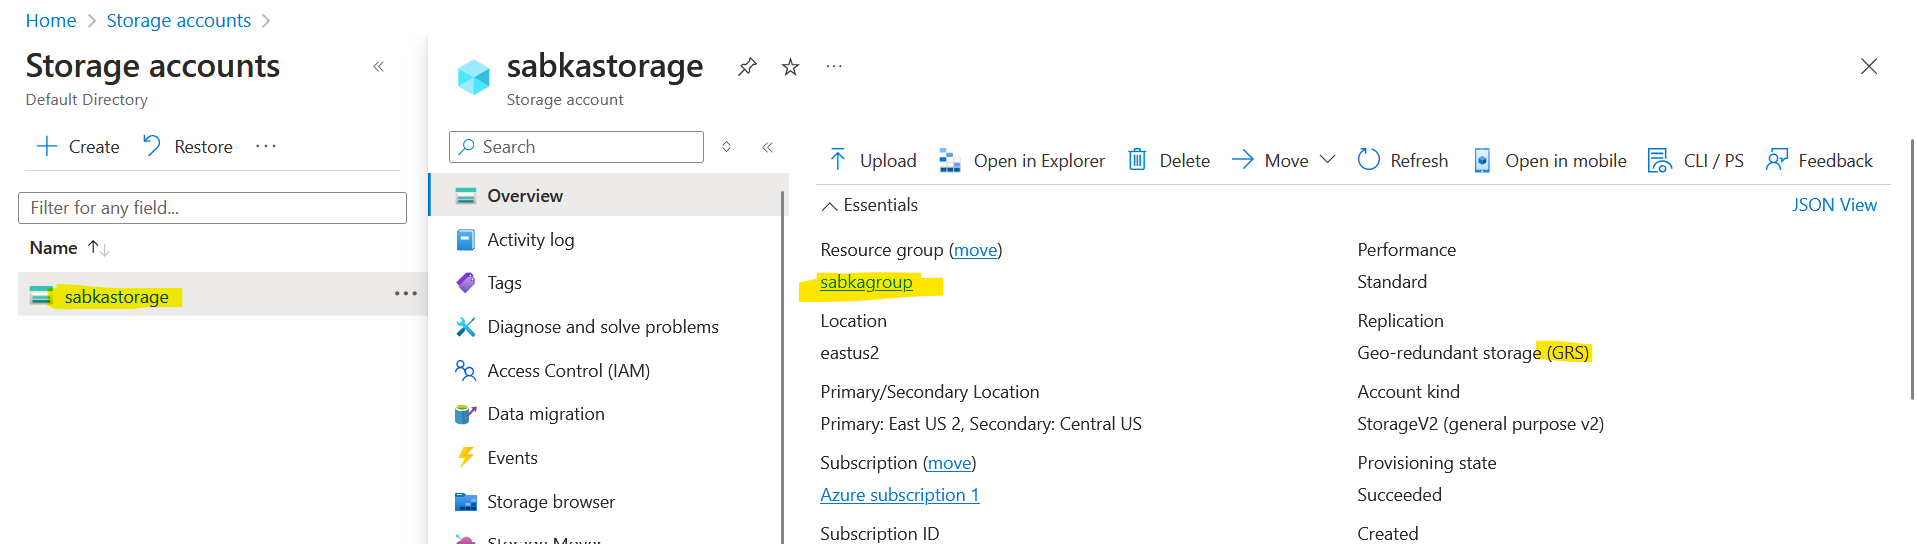 Home > Storage accounts >
Storage accounts «
Default Directory
+ Create Restore ...
Filter for any field...
Name ↑↓
sabkastorage ...
sabkastorage ...
Storage account
Search «
Overview
Activity log
Tags
Diagnose and solve problems
Access Control (IAM)
Data migration
Events
Storage browser
Storage Mover
Upload Open in Explorer Delete Move Refresh Open in mobile CLI / PS Feedback
Essentials JSON View
Resource group (move)
sabkagroup
Location
eastus2
Primary/Secondary Location
Primary: East US 2, Secondary: Central US
Subscription (move)
Azure subscription 1
Subscription ID
Performance
Standard
Replication
Geo-redundant storage (GRS)
Account kind
StorageV2 (general purpose v2)
Provisioning state
Succeeded
Created